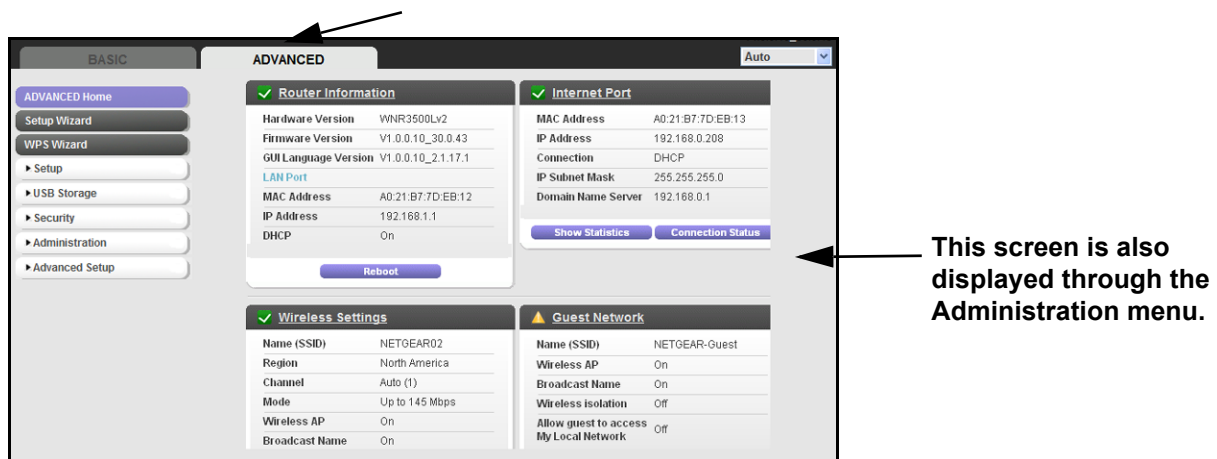 BASIC
ADVANCED
Auto
ADVANCED Home
Setup Wizard
WPS Wizard
Setup
USB Storage
Security
Administration
Advanced Setup
Router Information
Hardware Version WNR3500Lv2
Firmware Version V1.0.0.10_30.0.43
GUI Language Version V1.0.0.10_2.1.17.1
LAN Port
MAC Address A0:21:B7:7D:EB:12
IP Address 192.168.1.1
DHCP On
Reboot
Internet Port
MAC Address A0:21:B7:7D:EB:13
IP Address 192.168.0.208
Connection DHCP
IP Subnet Mask 255.255.255.0
Domain Name Server 192.168.0.1
Show Statistics Connection Status
Wireless Settings
Name (SSID) NETGEAR02
Region North America
Channel Auto (1)
Mode Up to 145 Mbps
Wireless AP On
Broadcast Name On
Guest Network
Name (SSID) NETGEAR-Guest
Wireless AP On
Broadcast Name On
Wireless isolation Off
Allow guest to access
My Local Network Off
This screen is also
displayed through the
Administration menu.